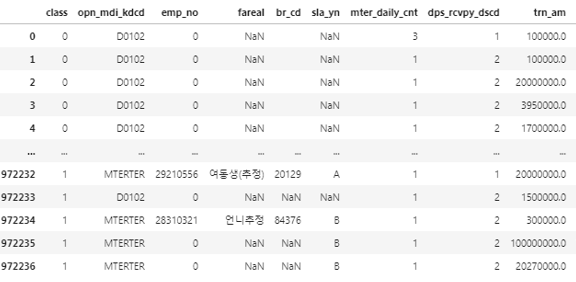 class opn_mdi_kdcd emp_no fareal br_cd sla_yn mter_daily_cnt dps_rcvpy_dscd trn_am
0 0 D0102 0 NaN NaN 3 1 100000.0
1 0 D0102 0 NaN NaN 1 2 100000.0
2 0 D0102 0 NaN NaN 1 2 20000000.0
3 0 D0102 0 NaN NaN 1 2 3950000.0
4 0 D0102 0 NaN NaN 1 2 1700000.0
... ... ... ... ... ... ... ... ... ...
972232 1 MTERTER 29210556 여동생(추정) 20129 A 1 1 20000000.0
972233 1 D0102 0 NaN NaN NaN 1 2 1500000.0
972234 1 MTERTER 28310321 언니추정 84376 B 1 2 300000.0
972235 1 MTERTER 0 NaN NaN B 1 2 100000000.0
972236 1 MTERTER 0 NaN NaN B 1 2 20270000.0